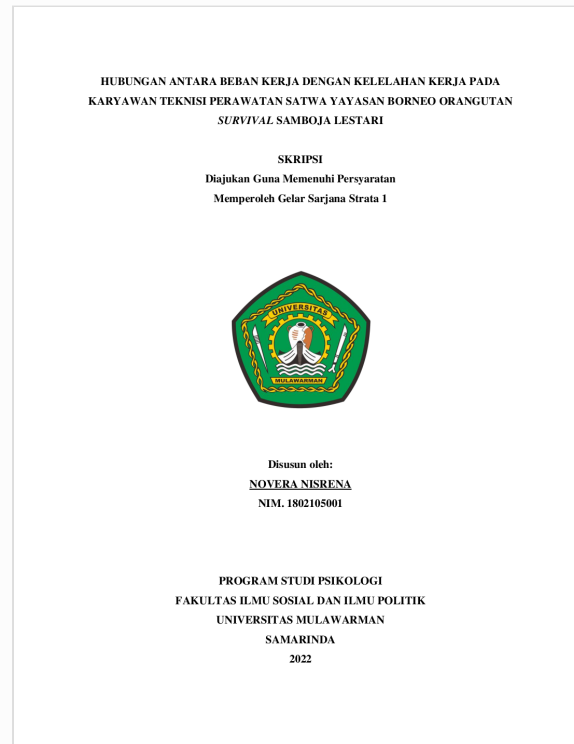 HUBUNGAN ANTARA BEBAN KERJA DENGAN KELELAHAN KERJA PADA
KARYAWAN TEKNISI PERAWATAN SATWA YAYASAN BORNEO ORANGUTAN
SURVIVAL SAMBOJA LESTARI
SKRIPSI
Diajukan Guna Memenuhi Persyaratan
Memperoleh Gelar Sarjana Strata 1
UNIVERSITAS
MULAWARMAN
Disusun oleh:
NOVERA NISRENA
NIM. 1802105001
PROGRAM STUDI PSIKOLOGI
FAKULTAS ILMU SOSIAL DAN ILMU POLITIK
UNIVERSITAS MULAWARMAN
SAMARINDA
2022